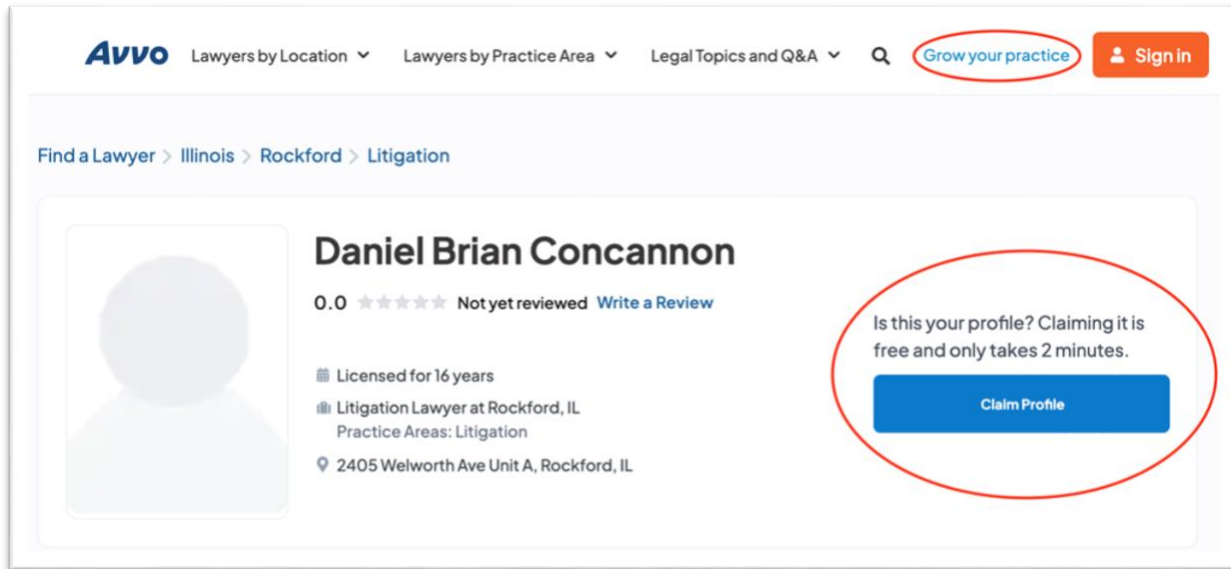 Avvo Lawyers by Location Lawyers by Practice Area Legal Topics and Q&A Grow your practice Sign in
Find a Lawyer > Illinois > Rockford > Litigation
Daniel Brian Concannon
0.0 Not yet reviewed Write a Review
Licensed for 16 years
Litigation Lawyer at Rockford, IL
Practice Areas: Litigation
2405 Welworth Ave Unit A, Rockford, IL
Is this your profile? Claiming it is
free and only takes 2 minutes.
Claim Profile